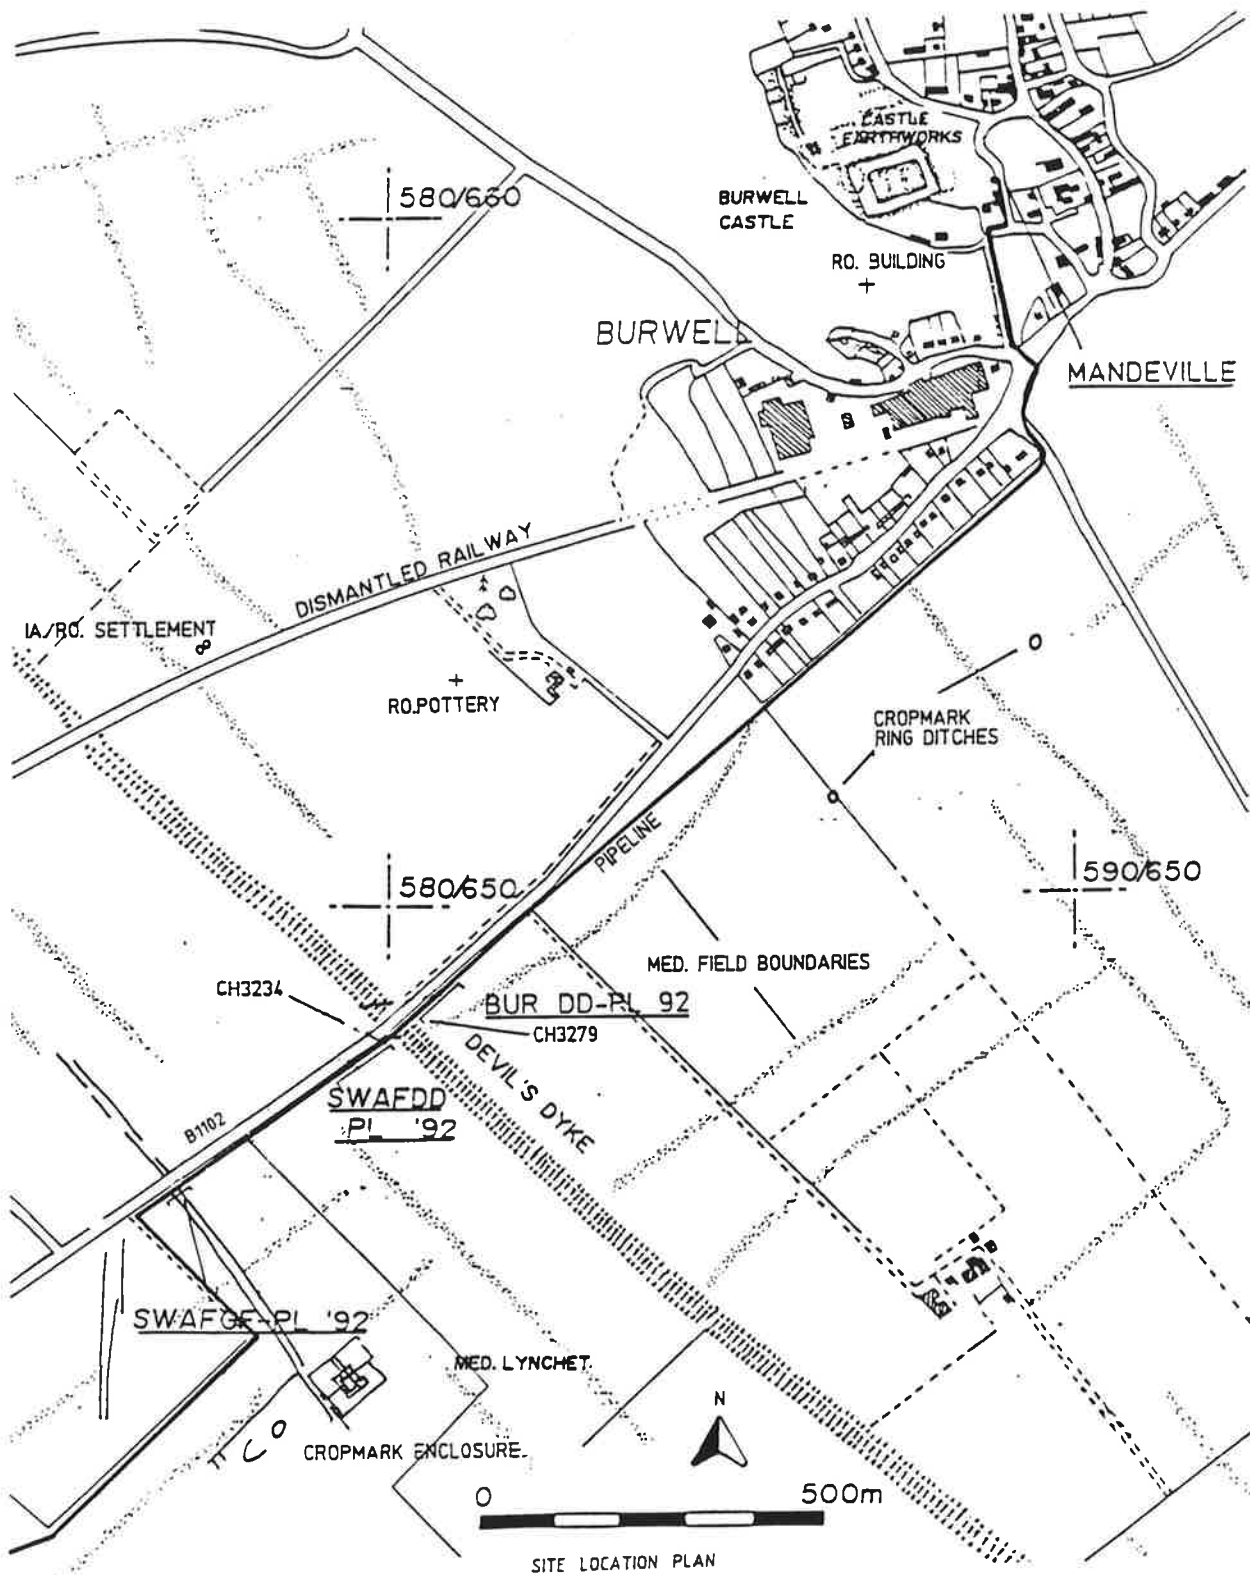 CASTLE
EARTHWORKS
580/660
BURWELL
CASTLE
RO. BUILDING
BURWELL
MANDEVILLE
DISMANTLED RAILWAY
IA./RO. SETTLEMENT
RO.POTTERY
CROPMARK
RING DITCHES
PIPELINE
580/650
590/650
MED. FIELD BOUNDARIES
CH3234
BUR DD-PL 92
CH3279
DEVIL'S DYKE
SWAFDD
PL '92
B1102
SWAFGF-PL '92
MED. LYNCHET.
N
CROPMARK ENCLOSURE.
0 500m
SITE LOCATION PLAN